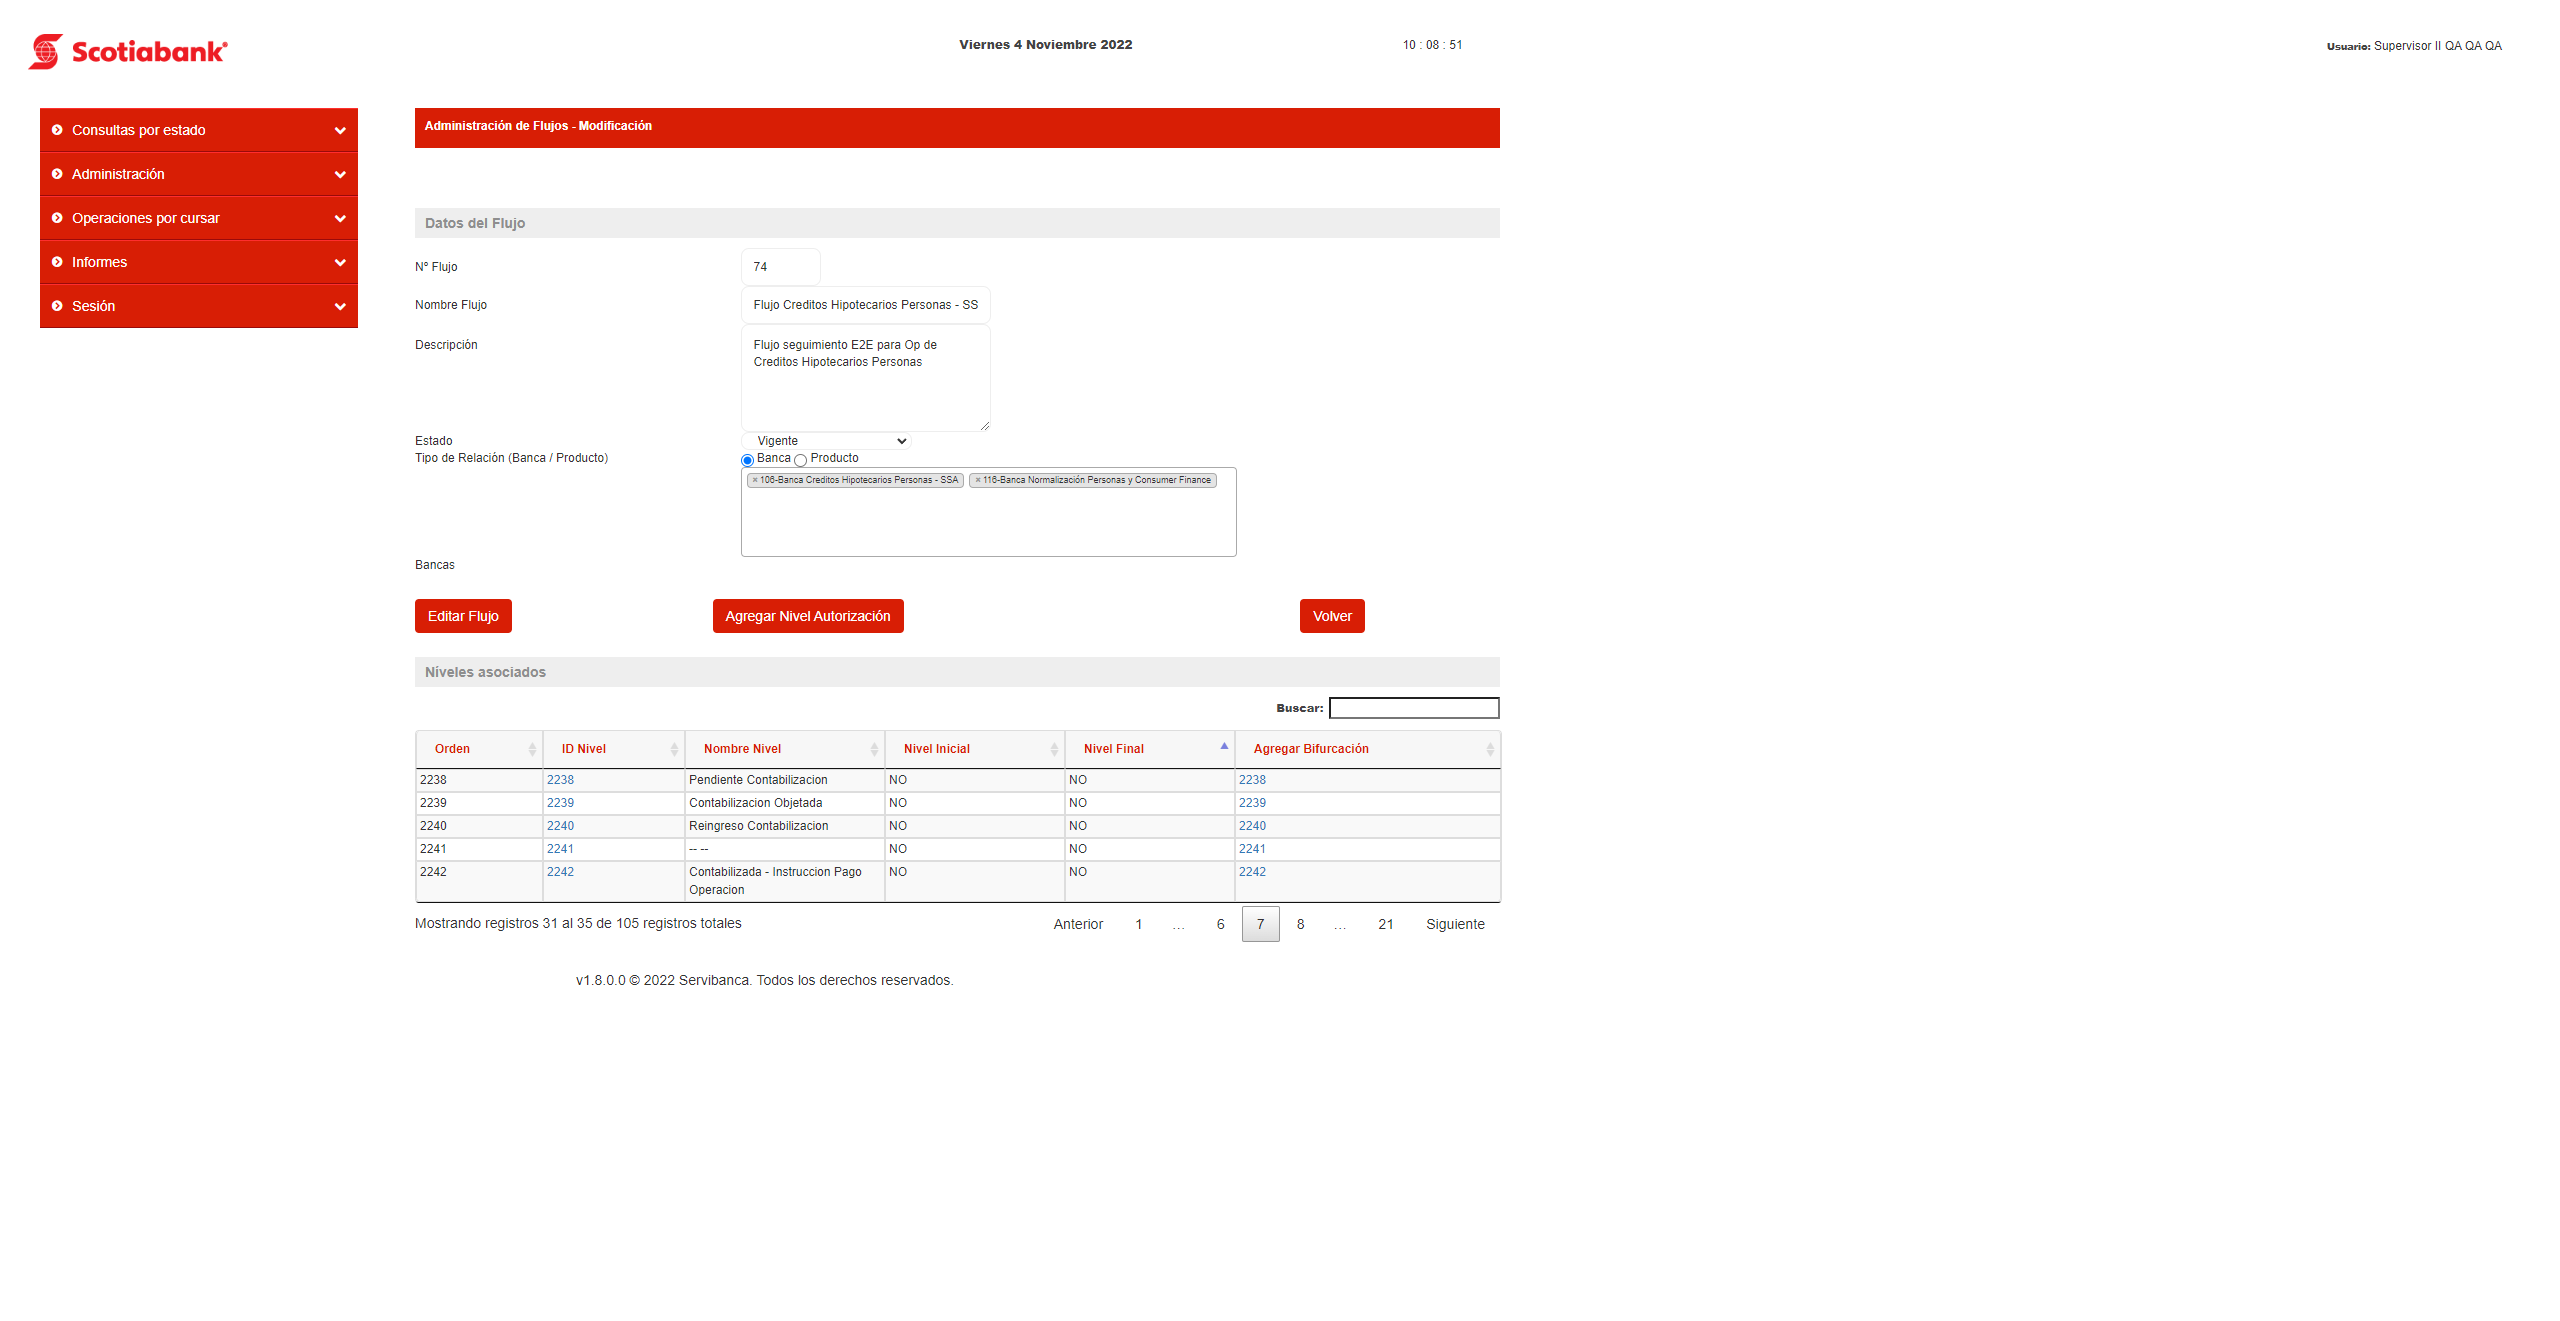 Scotiabank®
Viernes 4 Noviembre 2022
10 : 08 : 51
Usuario: Supervisor II QA QA QA
Consultas por estado
Administración
Operaciones por cursar
Informes
Sesión
Administración de Flujos - Modificación
Datos del Flujo
Nº Flujo 74
Nombre Flujo Flujo Creditos Hipotecarios Personas - SS
Descripción Flujo seguimiento E2E para Op de
Creditos Hipotecarios Personas
Estado Vigente
Tipo de Relación (Banca / Producto) Banca Producto
× 106-Banca Creditos Hipotecarios Personas - SSA × 116-Banca Normalización Personas y Consumer Finance
Bancas
Editar Flujo Agregar Nivel Autorización Volver
Níveles asociados
Buscar:
Orden ID Nivel Nombre Nivel Nivel Inicial Nivel Final Agregar Bifurcación
2238 2238 Pendiente Contabilizacion NO NO 2238
2239 2239 Contabilizacion Objetada NO NO 2239
2240 2240 Reingreso Contabilizacion NO NO 2240
2241 2241 -- -- NO NO 2241
2242 2242 Contabilizada - Instruccion Pago NO NO 2242
Operacion
Mostrando registros 31 al 35 de 105 registros totales
Anterior 1 … 6 7 8 … 21 Siguiente
v1.8.0.0 © 2022 Servibanca. Todos los derechos reservados.